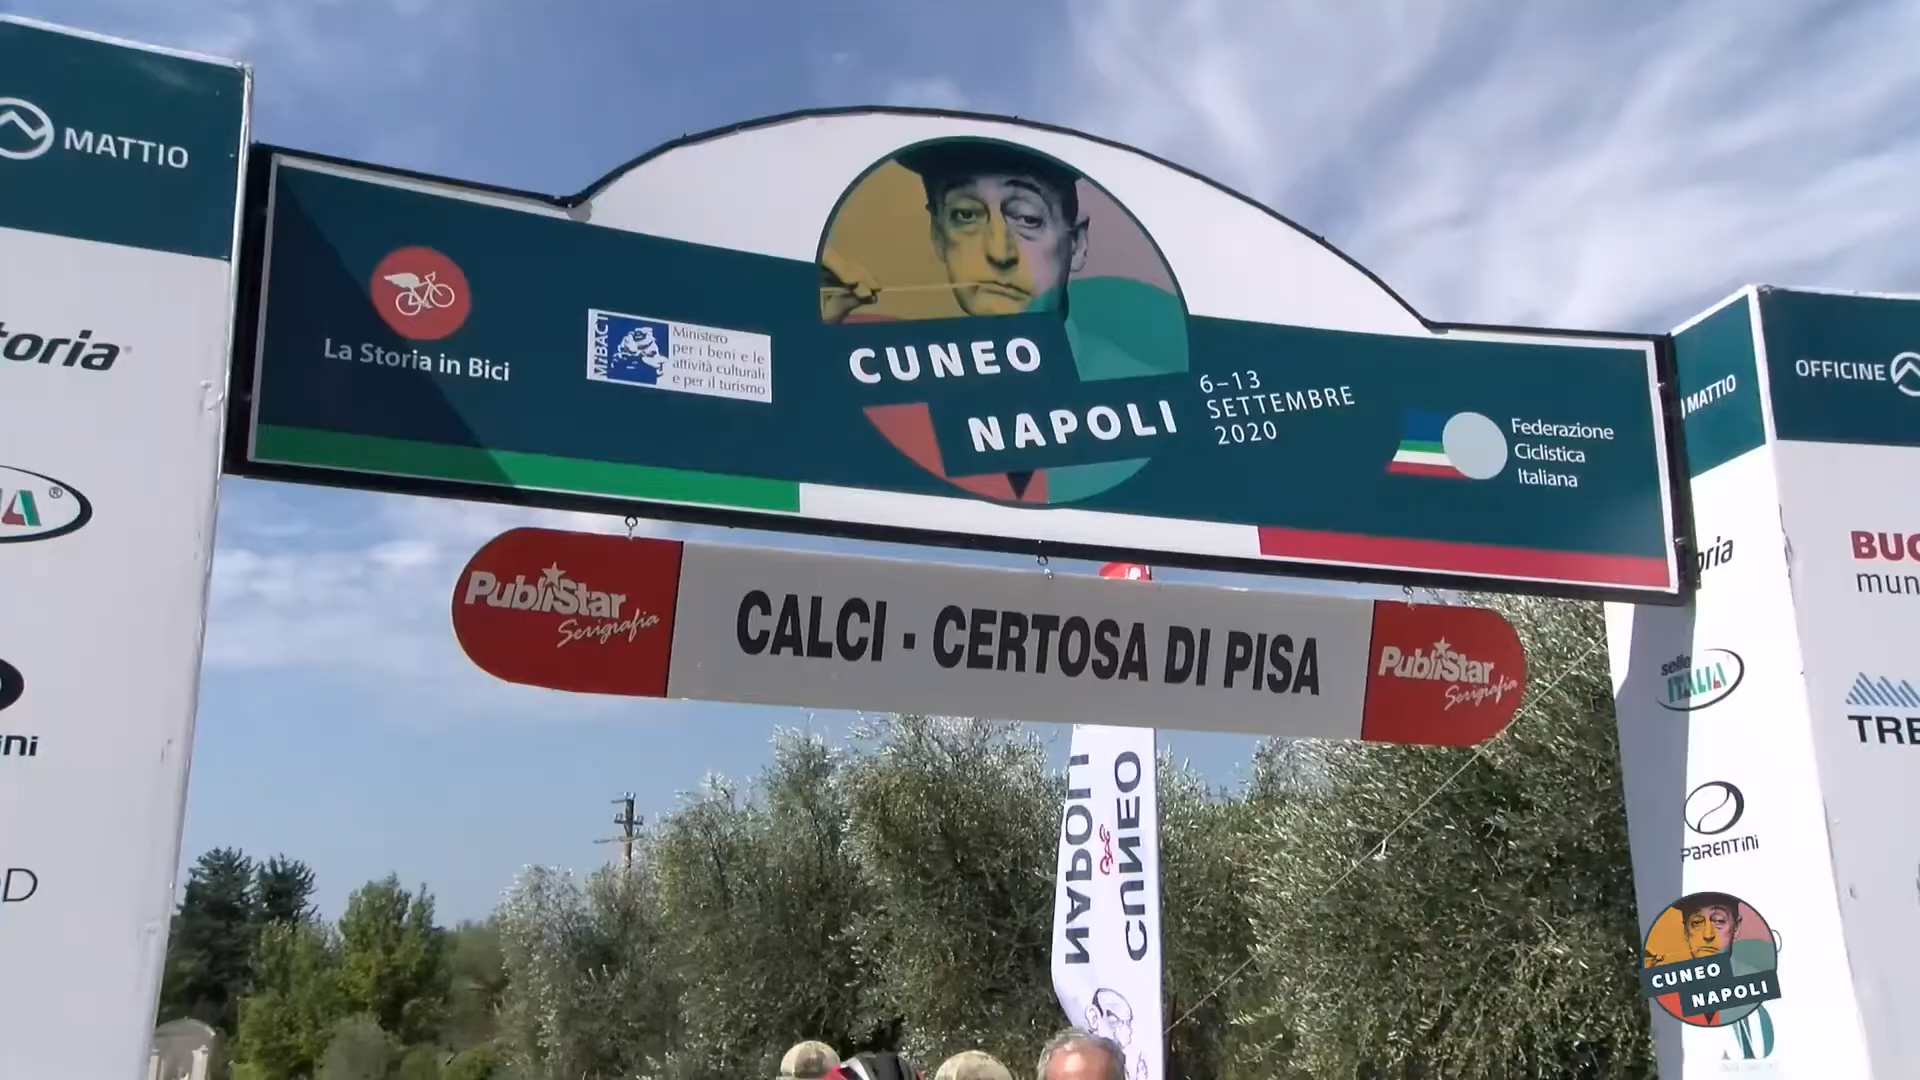 MATTIO
La Storia in Bici
MiBACT
Ministero
per i beni e le
attività culturali
e per il turismo
CUNEO
NAPOLI
6–13
SETTEMBRE
2020
Federazione
Ciclistica
Italiana
MATTIO
OFFICINE
PubliStar
Serigrafia
CALCI - CERTOSA DI PISA
PubliStar
Serigrafia
selle
ITALIA
PARENTINI
NAPOLI
CUNEO
CUNEO
NAPOLI